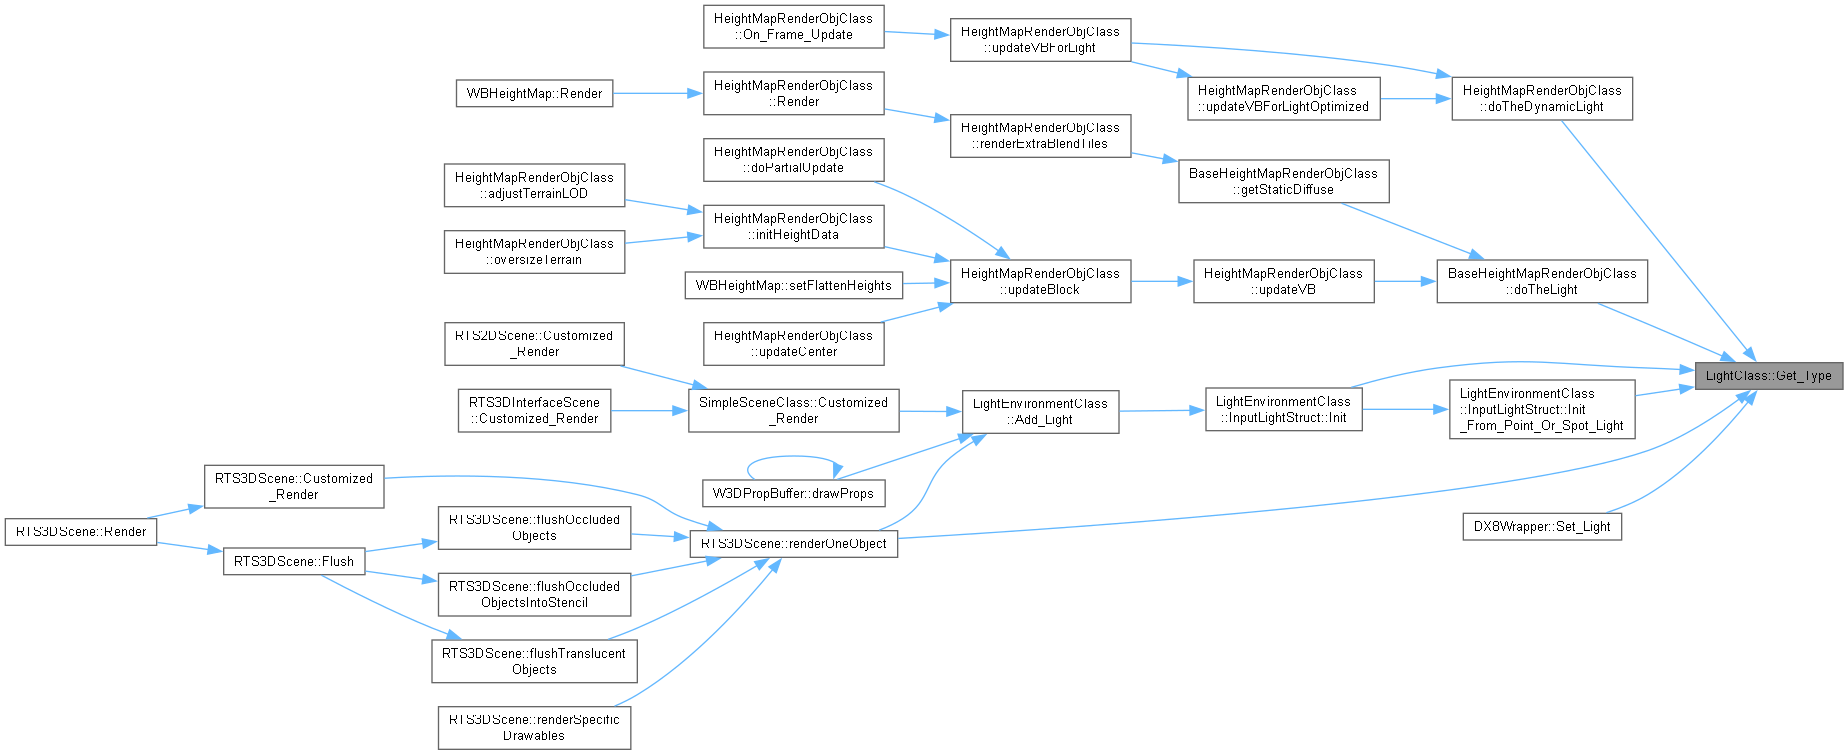 HeightMapRenderObjClass
::On_Frame_Update
HeightMapRenderObjClass
::updateVBForLight
WBHeightMap::Render
HeightMapRenderObjClass
::Render
HeightMapRenderObjClass
::updateVBForLightOptimized
HeightMapRenderObjClass
::doTheDynamicLight
HeightMapRenderObjClass
::renderExtraBlendTiles
HeightMapRenderObjClass
::doPartialUpdate
BaseHeightMapRenderObjClass
::getStaticDiffuse
HeightMapRenderObjClass
::adjustTerrainLOD
HeightMapRenderObjClass
::initHeightData
HeightMapRenderObjClass
::oversizeTerrain
WBHeightMap::setFlattenHeights
HeightMapRenderObjClass
::updateBlock
HeightMapRenderObjClass
::updateVB
BaseHeightMapRenderObjClass
::doTheLight
RTS2DScene::Customized
_Render
HeightMapRenderObjClass
::updateCenter
LightClass::Get_Type
RTS3DInterfaceScene
::Customized_Render
SimpleSceneClass::Customized
_Render
LightEnvironmentClass
::Add_Light
LightEnvironmentClass
::InputLightStruct::Init
LightEnvironmentClass
::InputLightStruct::Init
_From_Point_Or_Spot_Light
W3DPropBuffer::drawProps
RTS3DScene::Customized
_Render
RTS3DScene::Render
RTS3DScene::flushOccluded
Objects
DX8Wrapper::Set_Light
RTS3DScene::renderOneObject
RTS3DScene::Flush
RTS3DScene::flushOccluded
ObjectsIntoStencil
RTS3DScene::flushTranslucent
Objects
RTS3DScene::renderSpecific
Drawables